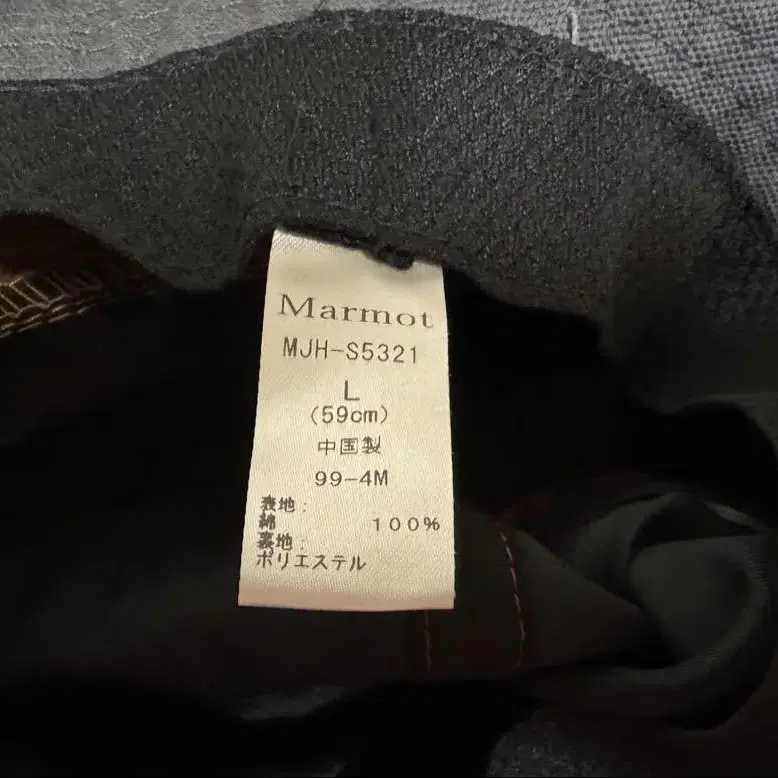 Marmot
MJH-S5321
L
(59cm)
中国製
99-4M
表地:
綿 100%
裏地:
ポリエステル